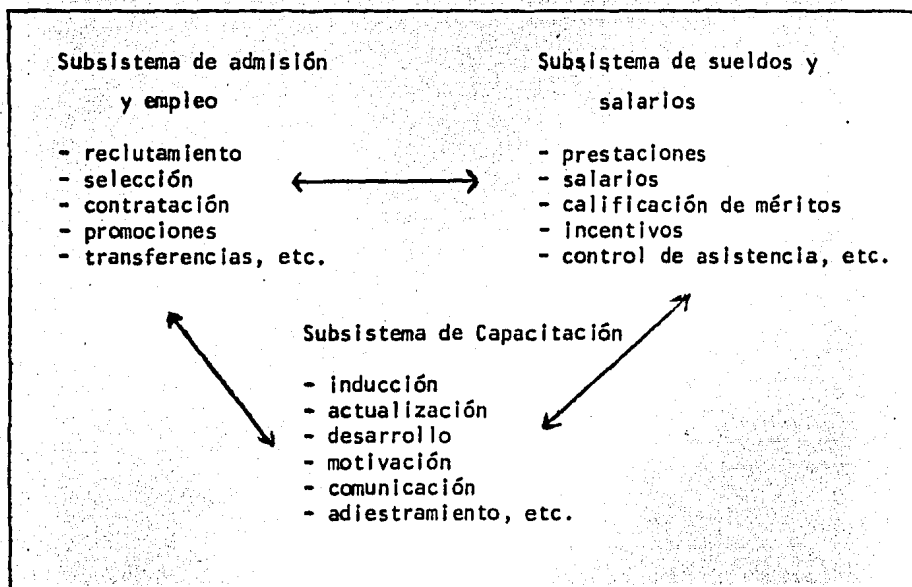 Subsistema de admisión
y empleo
- reclutamiento
- selección
- contratación
- promociones
- transferencias, etc.
Subsistema de sueldos y
salarios
- prestaciones
- salarios
- calificación de méritos
- incentivos
- control de asistencia, etc.
Subsistema de Capacitación
- inducción
- actualización
- desarrollo
- motivación
- comunicación
- adiestramiento, etc.